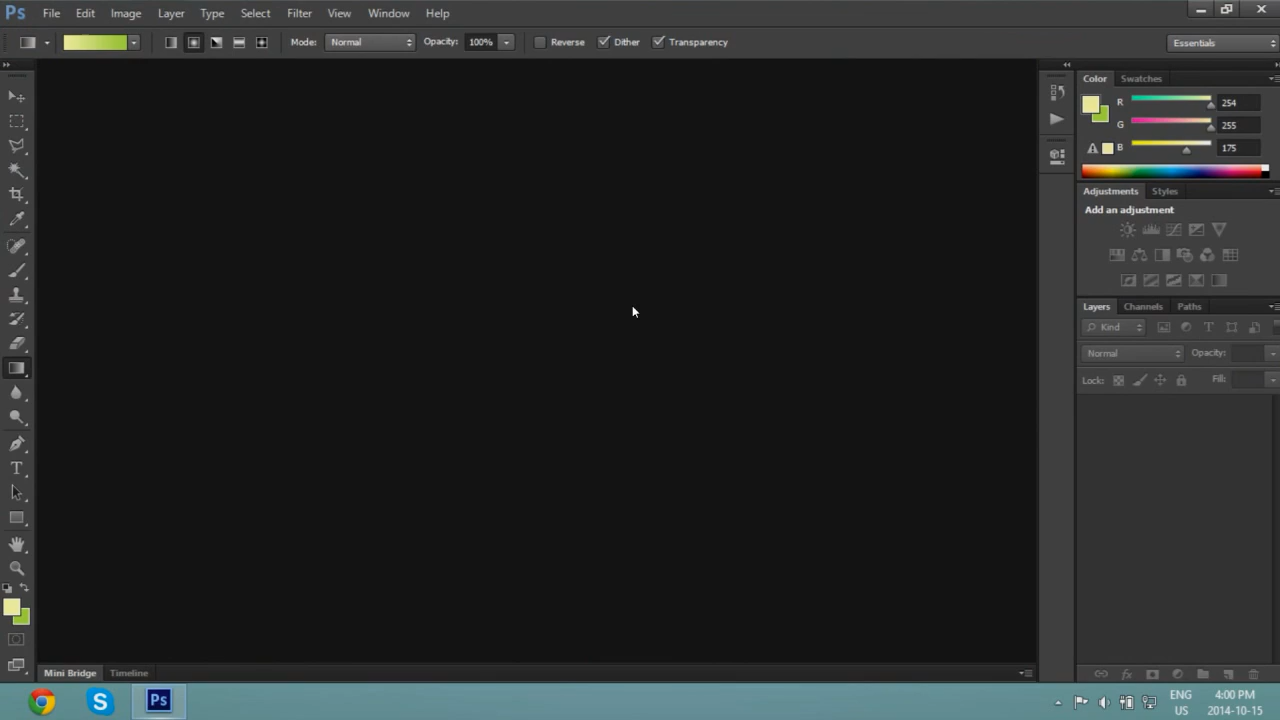 Ps File Edit Image Layer Type Select Filter View Window Help
Mode: Normal Opacity: 100% Reverse Dither Transparency Essentials
Color Swatches
R 254
G 255
B 175
Adjustments Styles
Add an adjustment
Layers Channels Paths
Kind T
Normal Opacity:
Lock: Fill:
T
fx
Mini Bridge Timeline
S Ps ENG 4:00 PM
US 2014-10-15